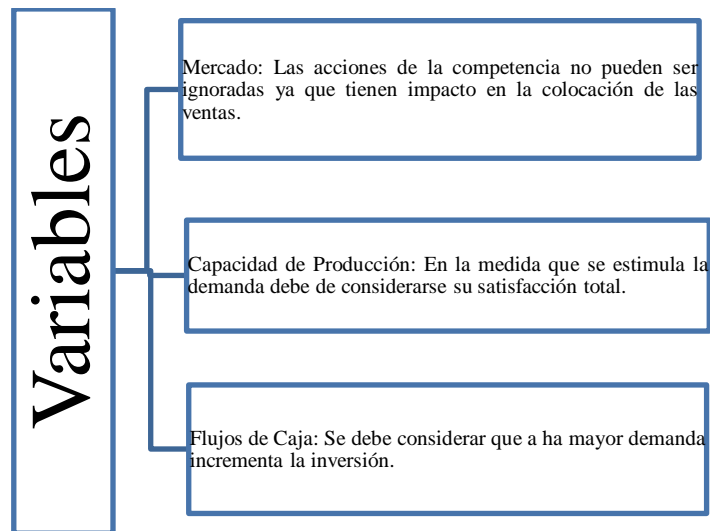 Variables
Mercado: Las acciones de la competencia no pueden ser
ignoradas ya que tienen impacto en la colocación de las
ventas.
Capacidad de Producción: En la medida que se estimula la
demanda debe de considerarse su satisfacción total.
Flujos de Caja: Se debe considerar que a ha mayor demanda
incrementa la inversión.